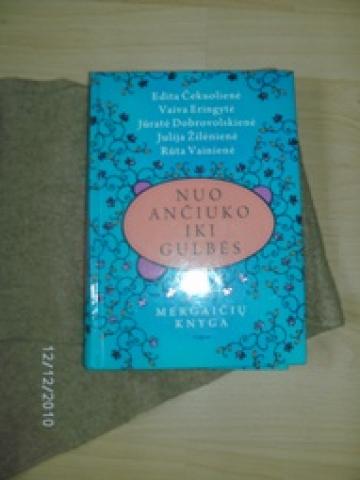 Edita Čekuolienė
Vaiva Eringytė
Jūratė Dobrovolskienė
Julija Žilėnienė
Rūta Vainienė
NUO
ANČIUKO
IKI
GULBĖS
MERGAIČIŲ
KNYGA
12/12/2010